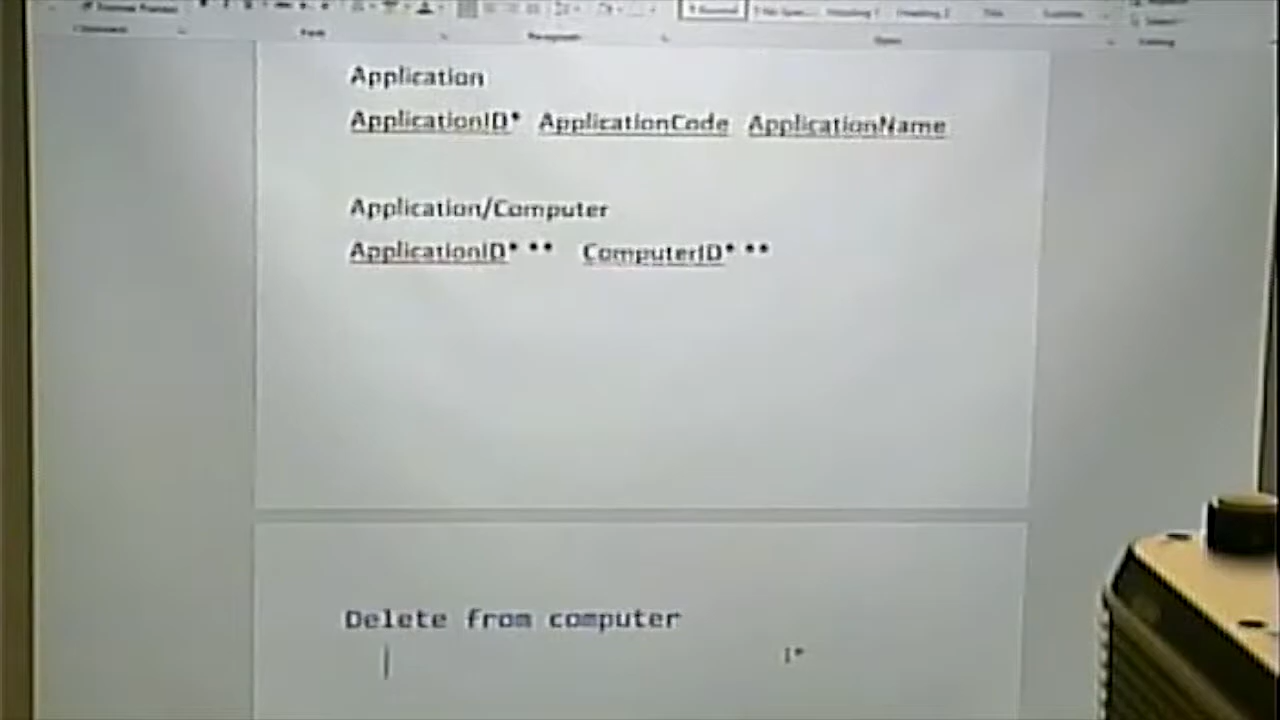 Application
ApplicationID* ApplicationCode ApplicationName
Application/Computer
ApplicationID* ** ComputerID* **
Delete from computer